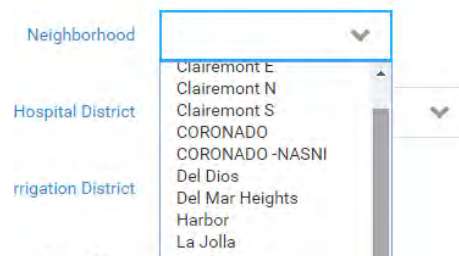 Neighborhood
Clairemont E
Clairemont N
Hospital District
Clairemont S
CORONADO
CORONADO -NASNI
Del Dios
rrigation District
Del Mar Heights
Harbor
La Jolla